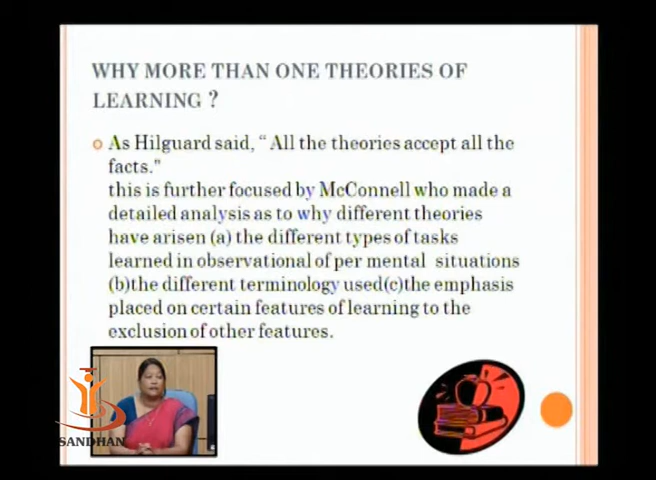 WHY MORE THAN ONE THEORIES OF
LEARNING ?
As Hilguard said, “ All the theories accept all the
facts."
this is further focused by McConnell who made a
detailed analysis as to why different theories
have arisen (a) the different types of tasks
learned in observational of per mental situations
(b)the different terminology used(c)the emphasis
placed on certain features of learning to the
exclusion of other features.
SANDHAN